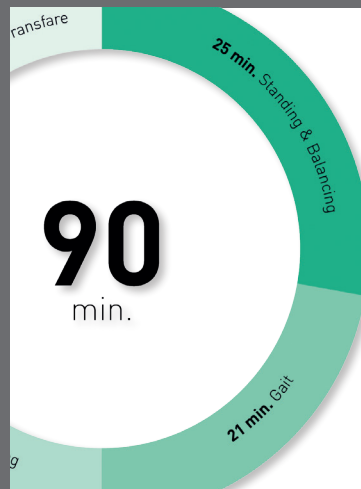 ransfare
25 min. Standing & Balancing
90
min.
21 min. Gait
g